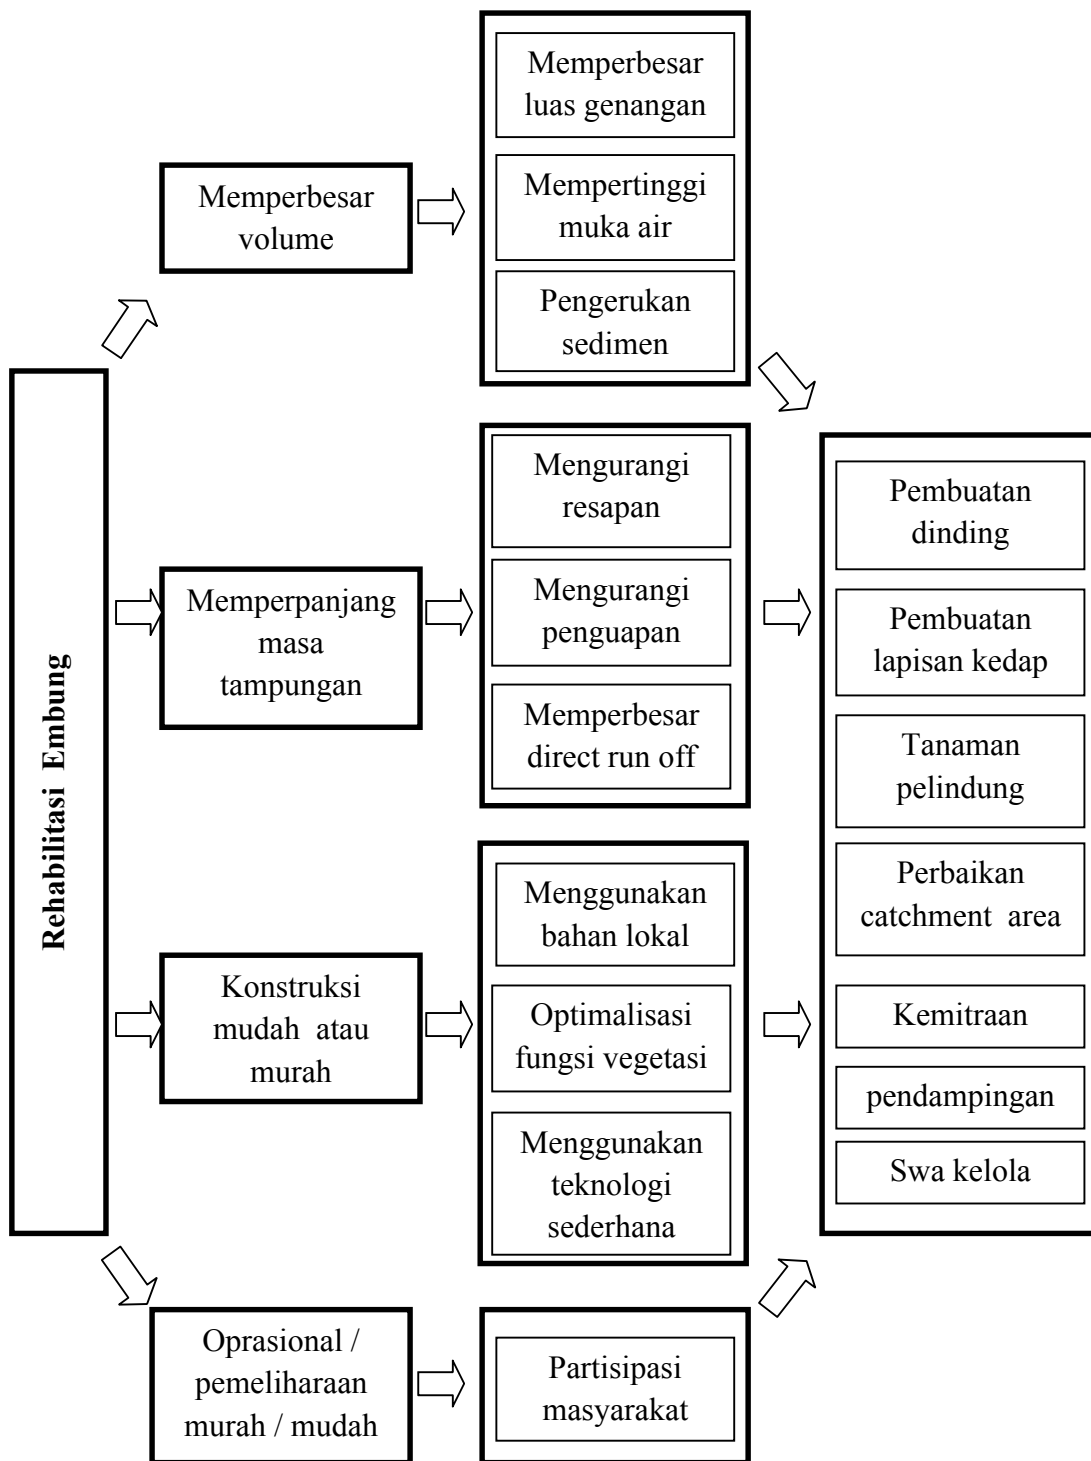 Rehabilitasi Embung
Memperbesar
volume
Memperpanjang
masa
tampungan
Konstruksi
mudah atau
murah
Oprasional /
pemeliharaan
murah / mudah
Memperbesar
luas genangan
Mempertinggi
muka air
Pengerukan
sedimen
Mengurangi
resapan
Mengurangi
penguapan
Memperbesar
direct run off
Menggunakan
bahan lokal
Optimalisasi
fungsi vegetasi
Menggunakan
teknologi
sederhana
Partisipasi
masyarakat
Pembuatan
dinding
Pembuatan
lapisan kedap
Tanaman
pelindung
Perbaikan
catchment area
Kemitraan
pendampingan
Swa kelola